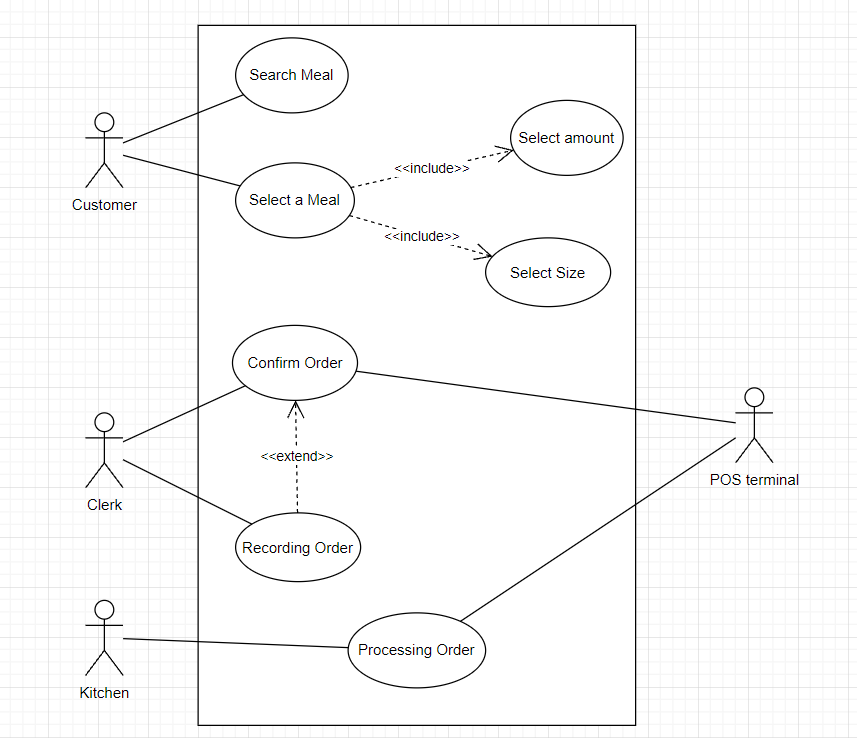 Search Meal
Select amount
<<include>>
Select a Meal
Customer
<<include>>
Select Size
Confirm Order
<<extend>>
POS terminal
Clerk
Recording Order
Processing Order
Kitchen